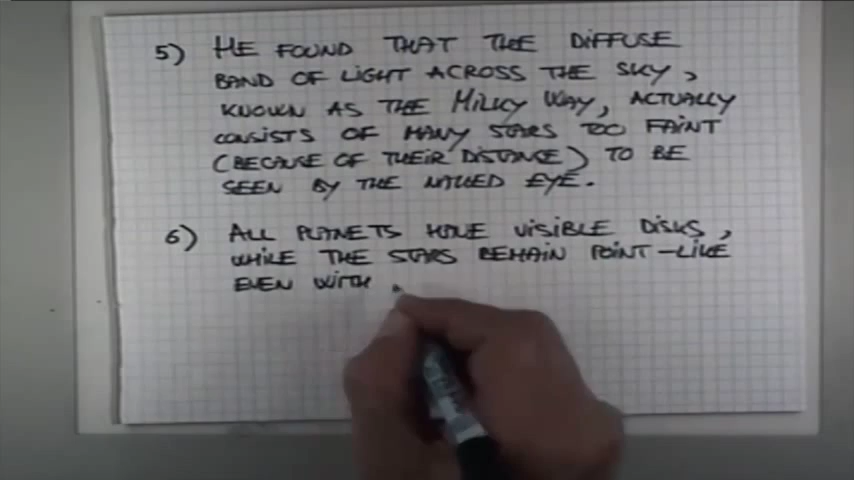 5) HE FOUND THAT THE DIFFUSE
BAND OF LIGHT ACROSS THE SKY,
KNOWN AS THE MILKY WAY, ACTUALLY
CONSISTS OF MANY STARS TOO FAINT
(BECAUSE OF THEIR DISTANCE) TO BE
SEEN BY THE NAKED EYE.
6) ALL PLANETS HAVE VISIBLE DISKS,
WHILE THE STARS REMAIN POINT-LIKE
EVEN WITH